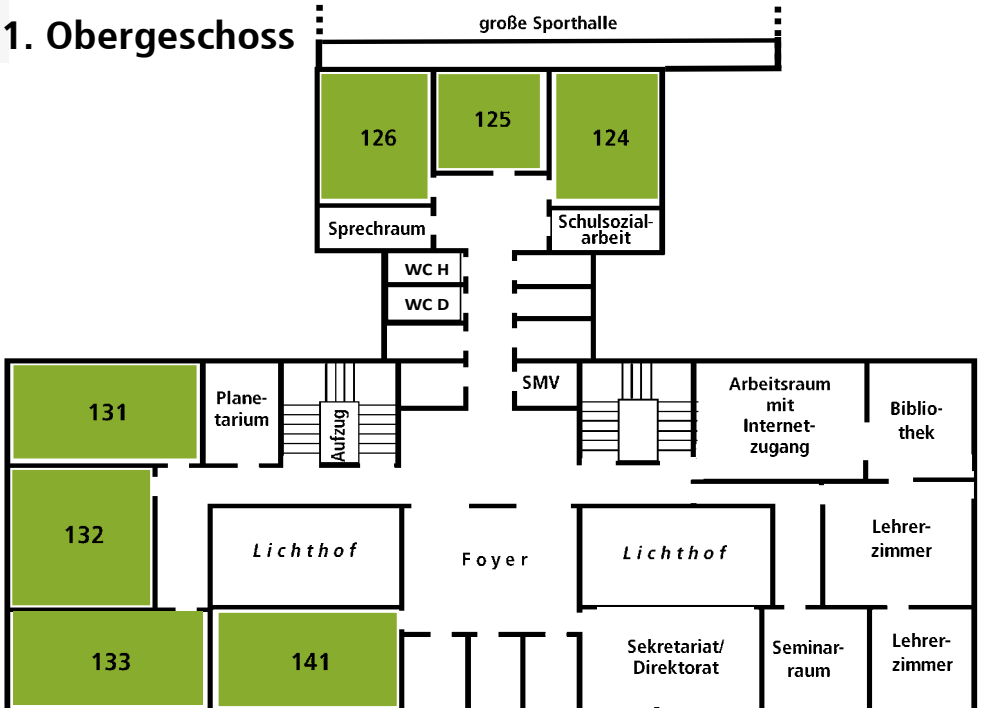 1. Obergeschoss
große Sporthalle
126
125
124
Sprechraum
Schulsozial-
arbeit
WC H
WC D
SMV
131
Plane-
tarium
Aufzug
Arbeitsraum
mit
Internet-
zugang
Biblio-
thek
132
Lichthof
Foyer
Lichthof
Lehrer-
zimmer
133
141
Sekretariat/
Direktorat
Seminar-
raum
Lehrer-
zimmer